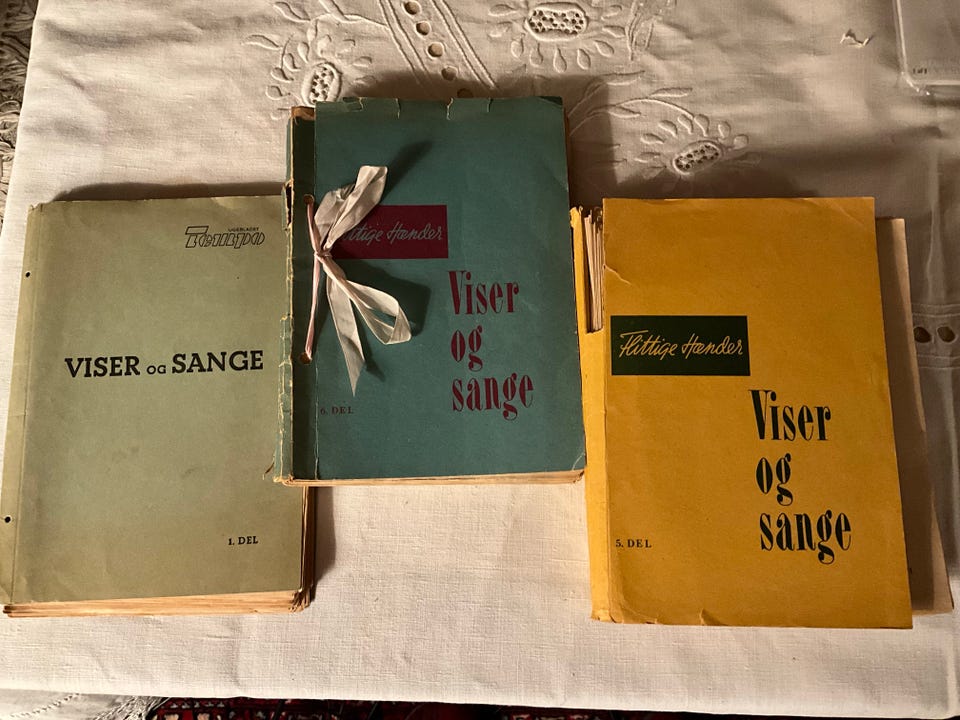 UGEBLADET
Tempo
VISER OG SANGE
1. DEL
Hænder
Viser
og
sange
6. DEL
Flittige Hænder
Viser
og
sange
5. DEL